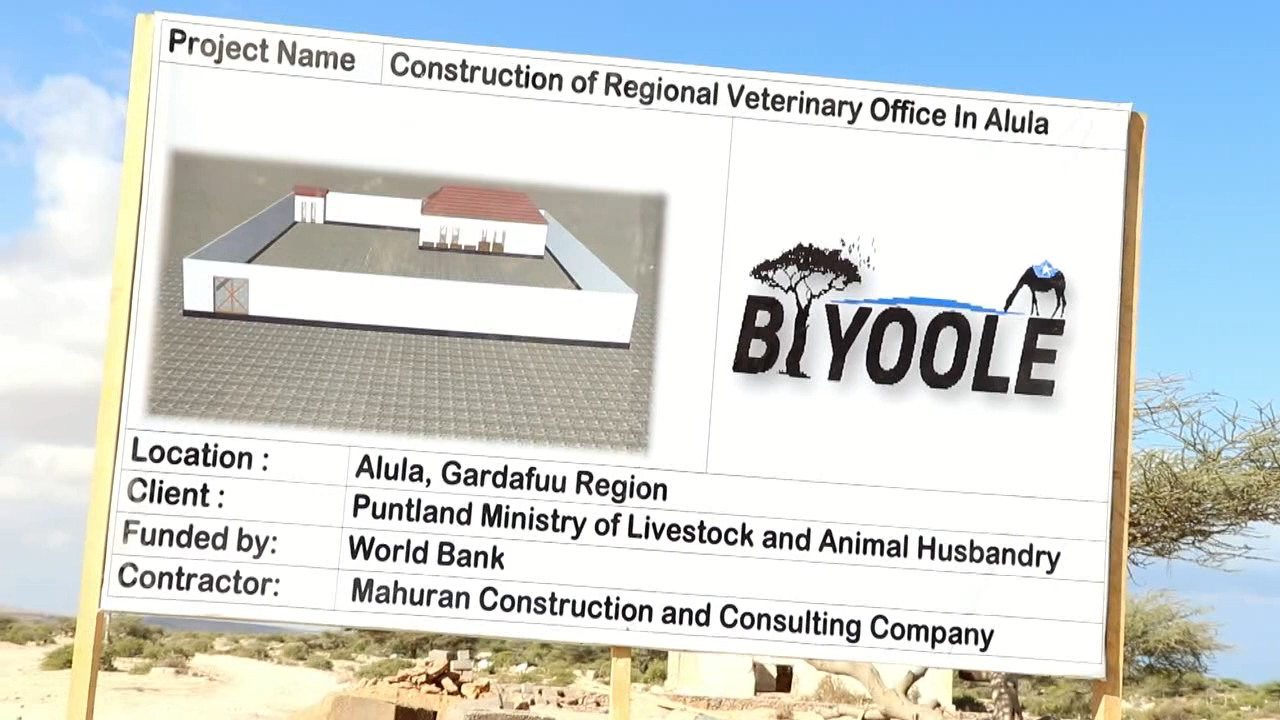 Project Name Construction of Regional Veterinary Office In Alula
BIYOOLE
Location : Alula, Gardafuu Region
Client : Puntland Ministry of Livestock and Animal Husbandry
Funded by: World Bank
Contractor: Mahuran Construction and Consulting Company